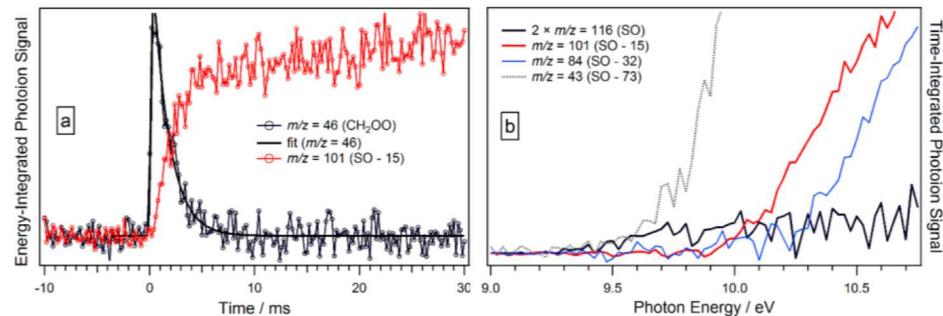 Energy-Integrated Photoion Signal
a
m/z = 46 (CH₂OO)
fit (m/z = 46)
m/z = 101 (SO - 15)
-10 0 10 20 30
Time / ms
b
2 × m/z = 116 (SO)
m/z = 101 (SO - 15)
m/z = 84 (SO - 32)
m/z = 43 (SO - 73)
9.0 9.5 10.0 10.5
Photon Energy / eV
Time-Integrated Photoion Signal